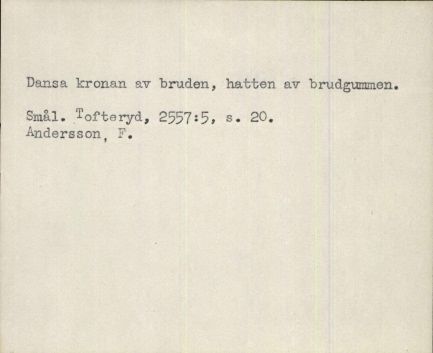 Dansa kronan av bruden, hatten av brudgummen.
Smål. Tofteryd, 2557:5, s. 20.
Andersson, F.